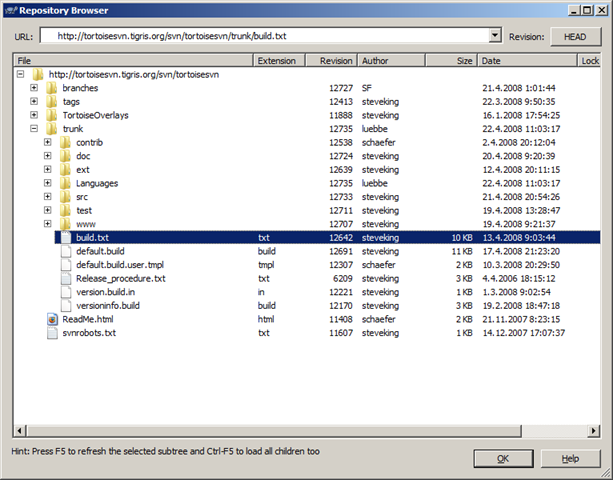 Repository Browser
URL: http://tortoisesvn.tigris.org/svn/tortoisesvn/trunk/build.txt Revision: HEAD
File Extension Revision Author Size Date Lock
http://tortoisesvn.tigris.org/svn/tortoisesvn
branches 12727 SF 21.4.2008 1:01:44
tags 12413 steveking 22.3.2008 9:50:35
TortoiseOverlays 11888 steveking 16.1.2008 17:54:25
trunk 12735 luebbe 22.4.2008 11:03:17
contrib 12538 schaefer 2.4.2008 20:12:04
doc 12724 steveking 20.4.2008 9:20:39
ext 12639 steveking 12.4.2008 20:11:15
Languages 12735 luebbe 22.4.2008 11:03:17
src 12733 steveking 21.4.2008 20:54:26
test 12711 steveking 19.4.2008 13:28:47
www 12707 steveking 19.4.2008 9:21:37
build.txt txt 12642 steveking 10 KB 13.4.2008 9:03:44
default.build build 12691 steveking 11 KB 17.4.2008 21:23:20
default.build.user.tmpl tmpl 12307 schaefer 2 KB 10.3.2008 20:29:50
Release_procedure.txt txt 6209 steveking 3 KB 4.4.2006 18:15:12
version.build.in in 12221 steveking 1 KB 1.3.2008 9:02:54
versioninfo.build build 12170 steveking 3 KB 19.2.2008 18:47:18
ReadMe.html html 11408 schaefer 2 KB 21.11.2007 8:23:15
svnrobots.txt txt 11607 steveking 1 KB 14.12.2007 17:07:37
Hint: Press F5 to refresh the selected subtree and Ctrl-F5 to load all children too
OK Help